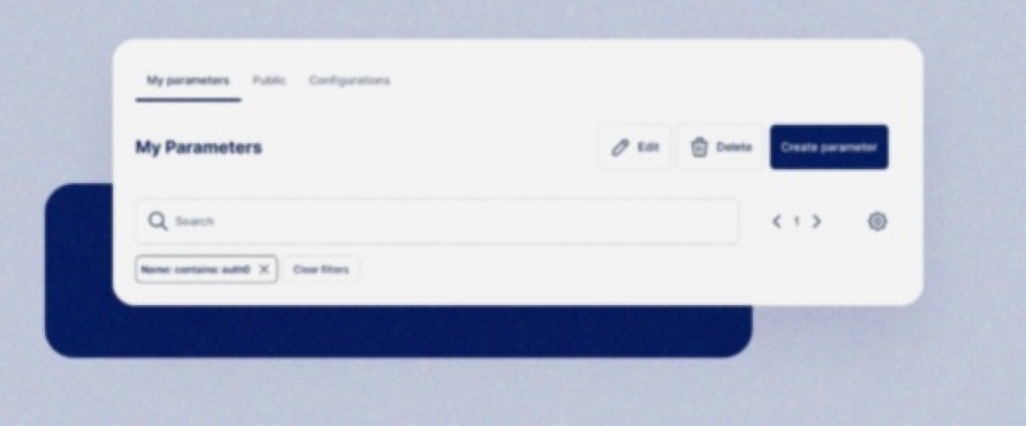 My parameters Public Configurations
My Parameters Edit Delete Create parameter
Search 1
Name: contains: auth0 Clear filters